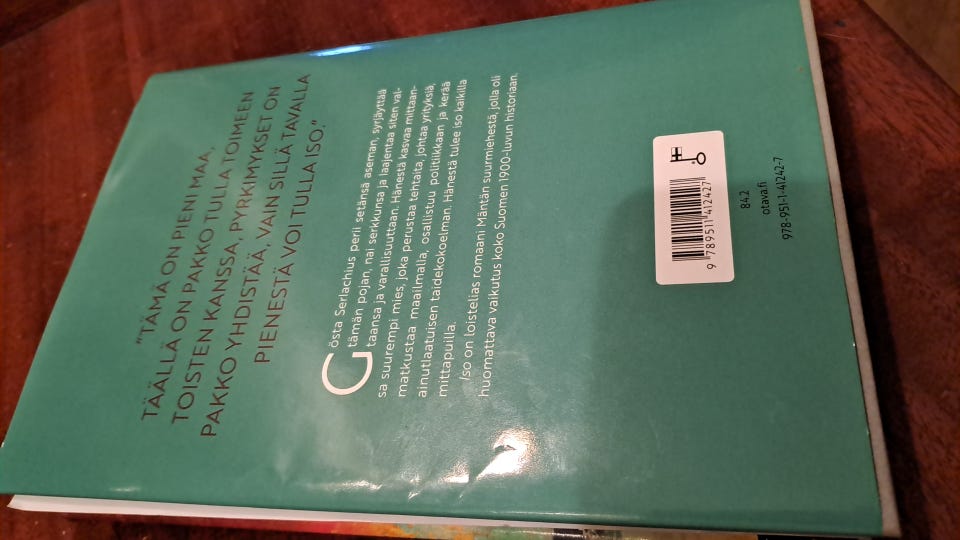 "TÄMÄ ON PIENI MAA,
TÄÄLLÄ ON PAKKO TULLA TOIMEEN
TOISTEN KANSSA, PYRKIMYKSET ON
PAKKO YHDISTÄÄ, VAIN SILLÄ TAVALLA
PIENESTÄ VOI TULLA ISO."
Gösta Serlachius perii setänsä aseman, syrjäyttää
tämän pojan, nai serkkunsa ja laajentaa siten val-
taansa ja varallisuuttaan. Hänestä kasvaa mittaan-
sa suurempi mies, joka perustaa tehtaita, johtaa yrityksiä,
matkustaa maailmalla, osallistuu politiikkaan ja kerää
ainutlaatuisen taidekokoelman. Hänestä tulee iso kaikilla
mittapuilla.
Iso on loistelias romaani Mäntän suurmiehestä, jolla oli
huomattava vaikutus koko Suomen 1900-luvun historiaan.
9 789511 412427
84.2
otava.fi
978-951-1-41242-7